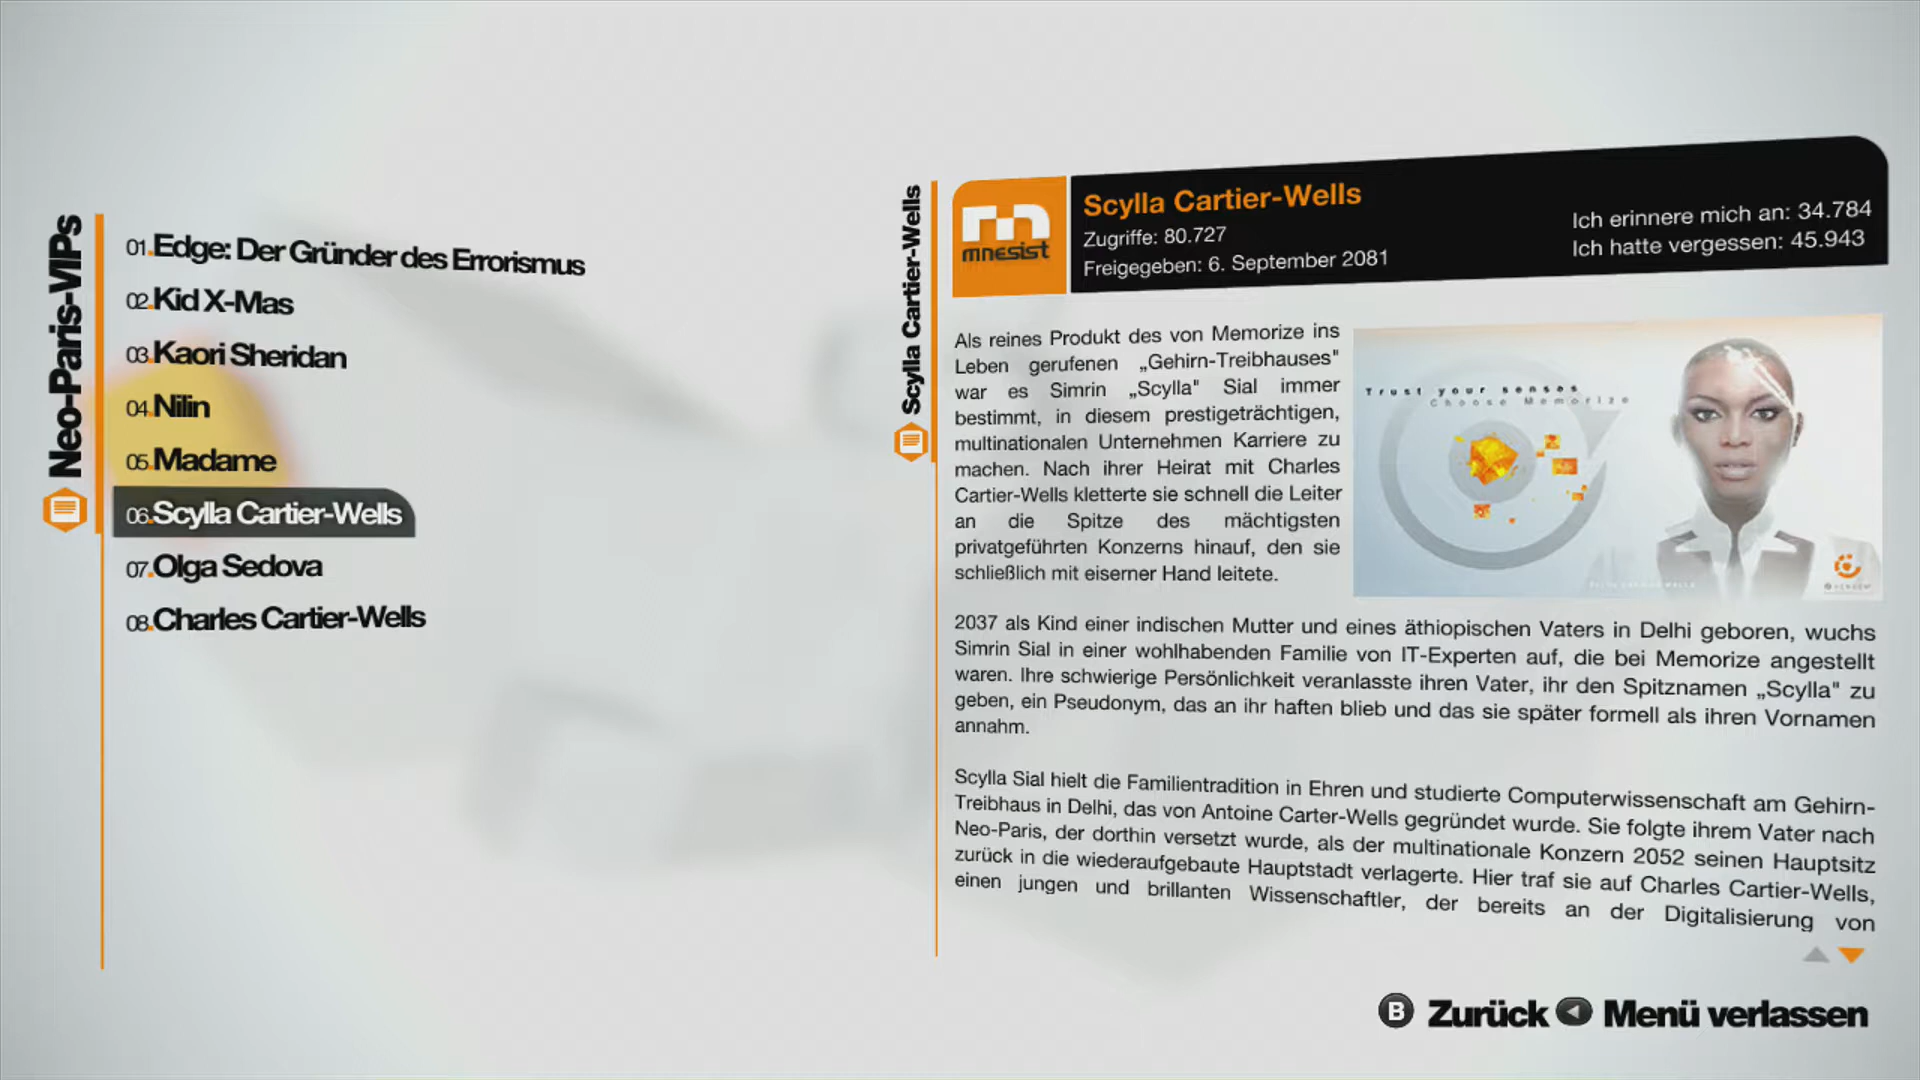 Neo-Paris-VIPs
01.Edge: Der Gründer des Errorismus
02.Kid X-Mas
03.Kaori Sheridan
04.Nilin
05.Madame
06.Scylla Cartier-Wells
07.Olga Sedova
08.Charles Cartier-Wells
Scylla Cartier-Wells
mnesist
Scylla Cartier-Wells
Zugriffe: 80.727
Freigegeben: 6. September 2081
Ich erinnere mich an: 34.784
Ich hatte vergessen: 45.943
Als reines Produkt des von Memorize ins
Leben gerufenen „Gehirn-Treibhauses"
war es Simrin „Scylla" Sial immer
bestimmt, in diesem prestigeträchtigen,
multinationalen Unternehmen Karriere zu
machen. Nach ihrer Heirat mit Charles
Cartier-Wells kletterte sie schnell die Leiter
an die Spitze des mächtigsten
privatgeführten Konzerns hinauf, den sie
schließlich mit eiserner Hand leitete.
Trust your senses
Choose Memorize
2037 als Kind einer indischen Mutter und eines äthiopischen Vaters in Delhi geboren, wuchs
Simrin Sial in einer wohlhabenden Familie von IT-Experten auf, die bei Memorize angestellt
waren. Ihre schwierige Persönlichkeit veranlasste ihren Vater, ihr den Spitznamen „Scylla" zu
geben, ein Pseudonym, das an ihr haften blieb und das sie später formell als ihren Vornamen
annahm.
Scylla Sial hielt die Familientradition in Ehren und studierte Computerwissenschaft am Gehirn-
Treibhaus in Delhi, das von Antoine Carter-Wells gegründet wurde. Sie folgte ihrem Vater nach
Neo-Paris, der dorthin versetzt wurde, als der multinationale Konzern 2052 seinen Hauptsitz
zurück in die wiederaufgebaute Hauptstadt verlagerte. Hier traf sie auf Charles Cartier-Wells,
einen jungen und brillanten Wissenschaftler, der bereits an der Digitalisierung von
B Zurück Menü verlassen